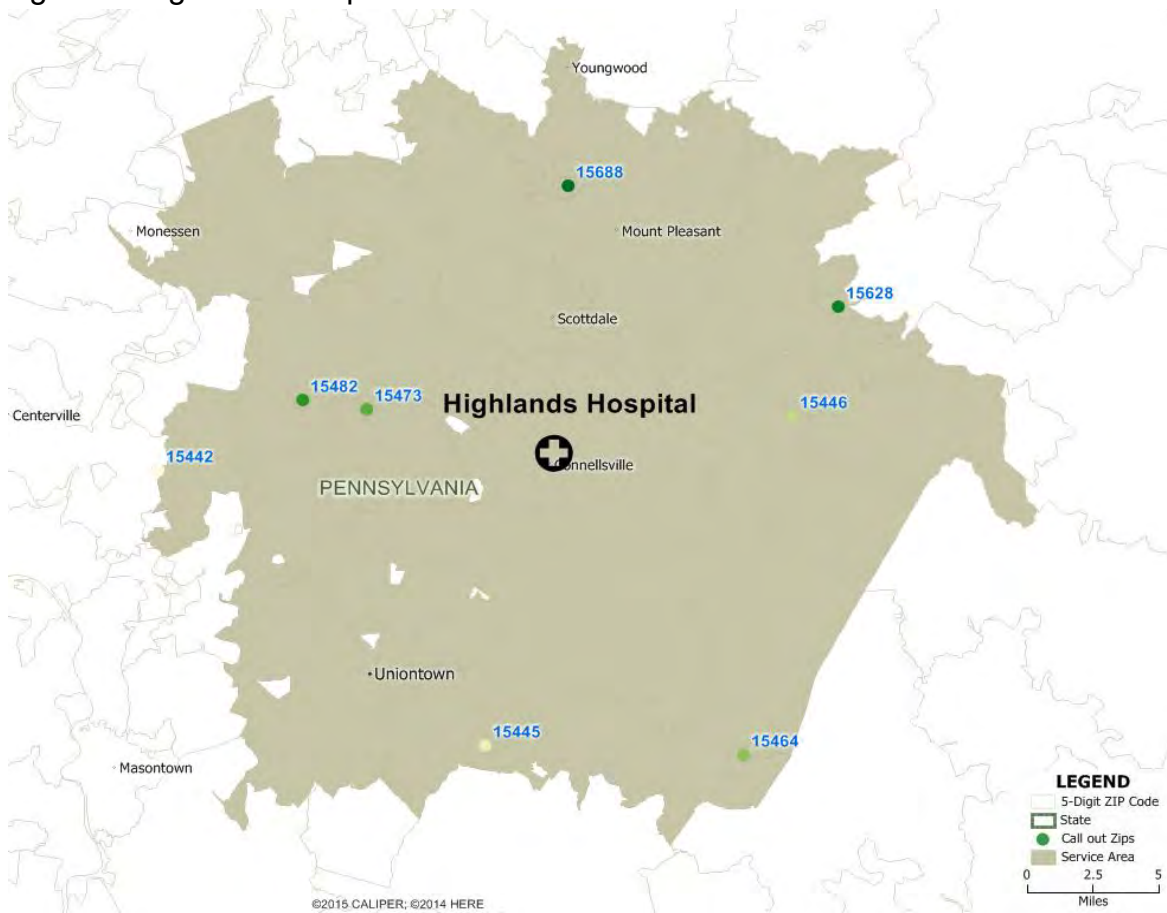 Youngwood
15688
Monessen
Mount Pleasant
15628
Scottdale
15482
15473
Highlands Hospital
15446
Centerville
15442
Connellsville
PENNSYLVANIA
Uniontown
15445
15464
Masontown
LEGEND
5-Digit ZIP Code
State
Call out Zips
Service Area
0 2.5 5
Miles
©2015 CALIPER; ©2014 HERE